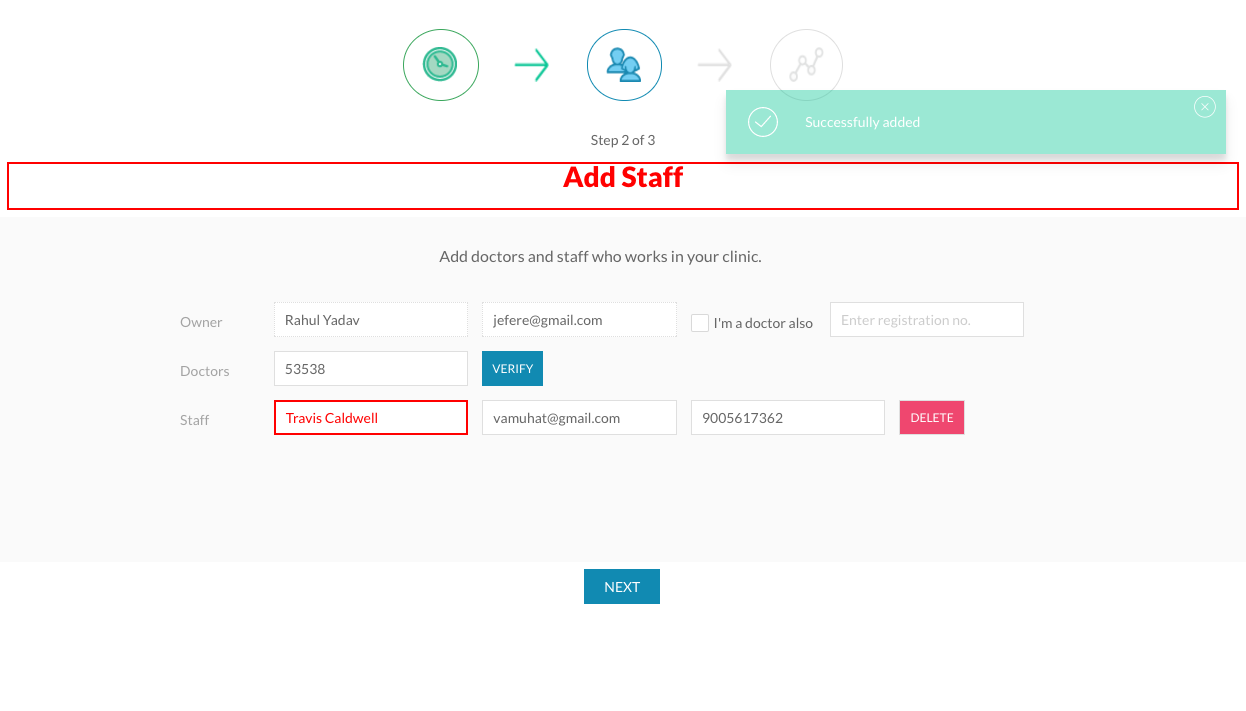 Successfully added
Step 2 of 3
Add Staff
Add doctors and staff who works in your clinic.
Owner Rahul Yadav jefere@gmail.com I'm a doctor also Enter registration no.
Doctors 53538 VERIFY
Staff Travis Caldwell vamuhat@gmail.com 9005617362 DELETE
NEXT